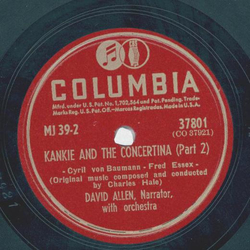 COLUMBIA
Mfd. under U.S. Pat. No. 1,702,564 and Pat. Pending. Trade-
Marks Reg. U.S. Pat. Off.-Marcas Registradas. Made in U.S.A.
MJ 39-2
37801
(CO 37921)
KANKIE AND THE CONCERTINA (Part 2)
- Cyril von Baumann - Fred Essex -
(Original music composed and conducted
by Charles Hale)
DAVID ALLEN, Narrator,
with orchestra